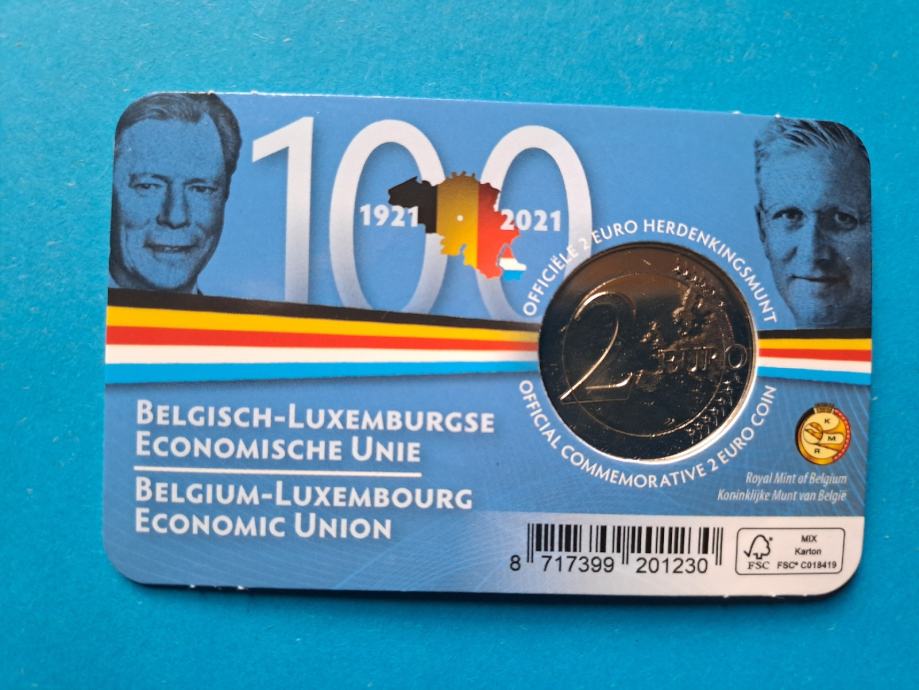 100
1921 2021
OFFICIËLE 2 EURO HERDENKINGSMUNT
2 EURO
OFFICIAL COMMEMORATIVE 2 EURO COIN
BELGISCH-LUXEMBURGSE
ECONOMISCHE UNIE
BELGIUM-LUXEMBOURG
ECONOMIC UNION
K
M
R
Royal Mint of Belgium
Koninklijke Munt van België
8 717399 201230
FSC
MIX
Karton
FSC® C018419